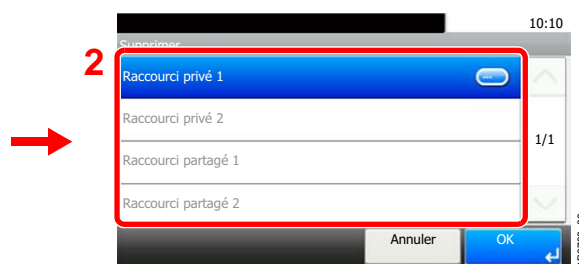 10:10
Supprimer
2
Raccourci privé 1
Raccourci privé 2
1/1
Raccourci partagé 1
Raccourci partagé 2
Annuler
OK